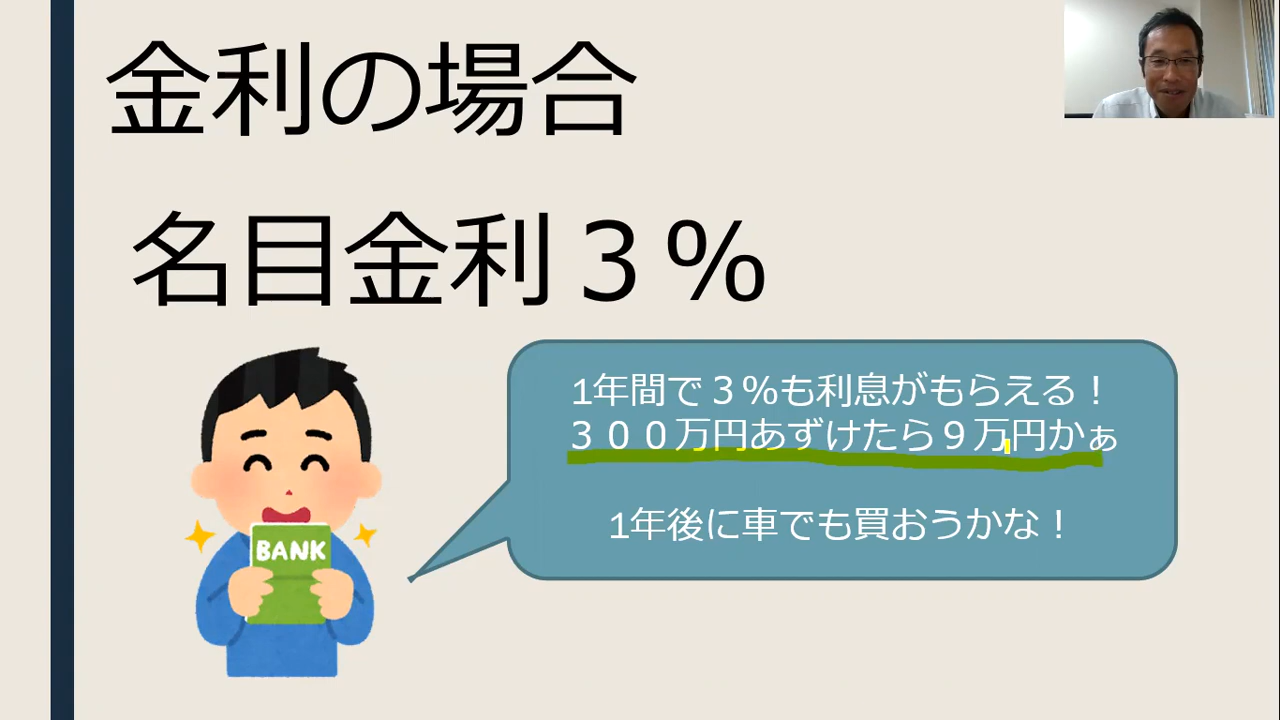 金利の場合
名目金利３％
1年間で３％も利息がもらえる！
３００万円あずけたら９万円かぁ
1年後に車でも買おうかな！
BANK